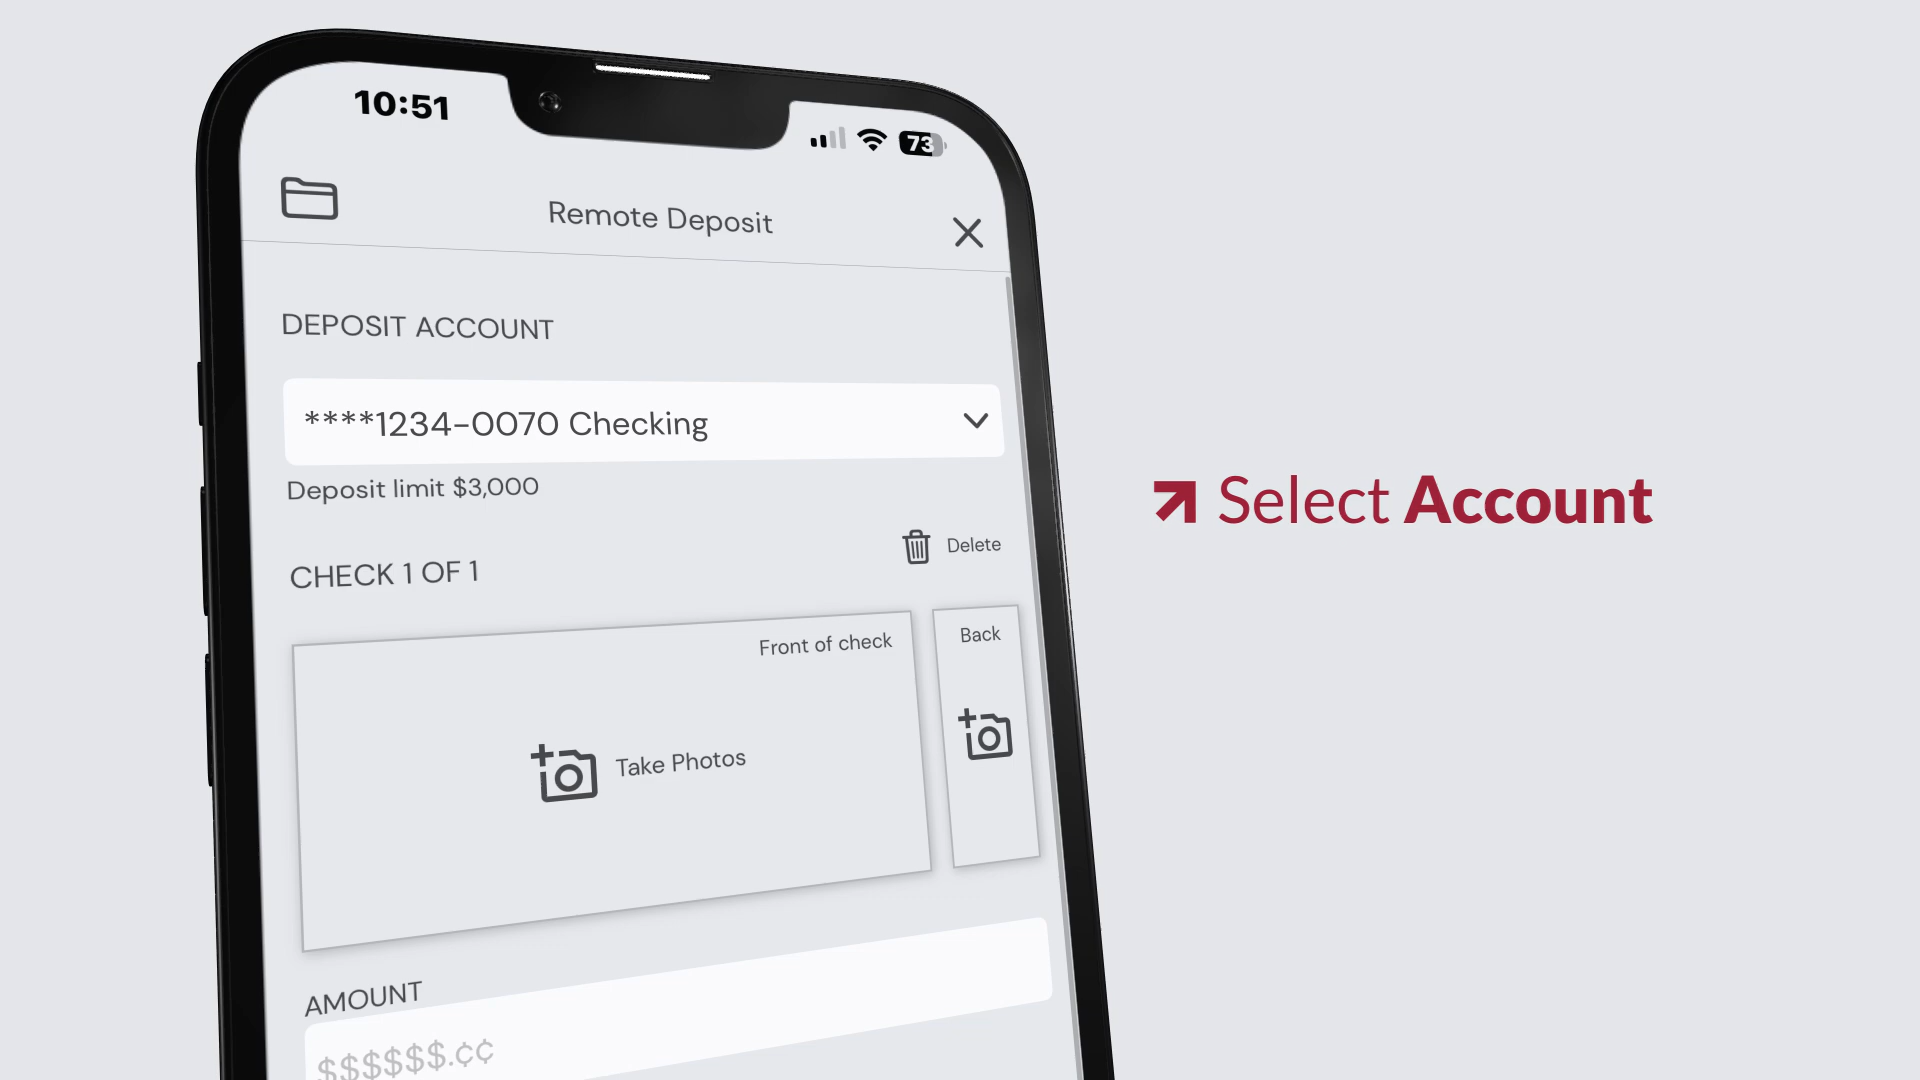 10:51
73
Remote Deposit
DEPOSIT ACCOUNT
****1234-0070 Checking
Deposit limit $3,000
Delete
CHECK 1 OF 1
Front of check
Back
Take Photos
AMOUNT
$$$$$$.¢¢
Select Account